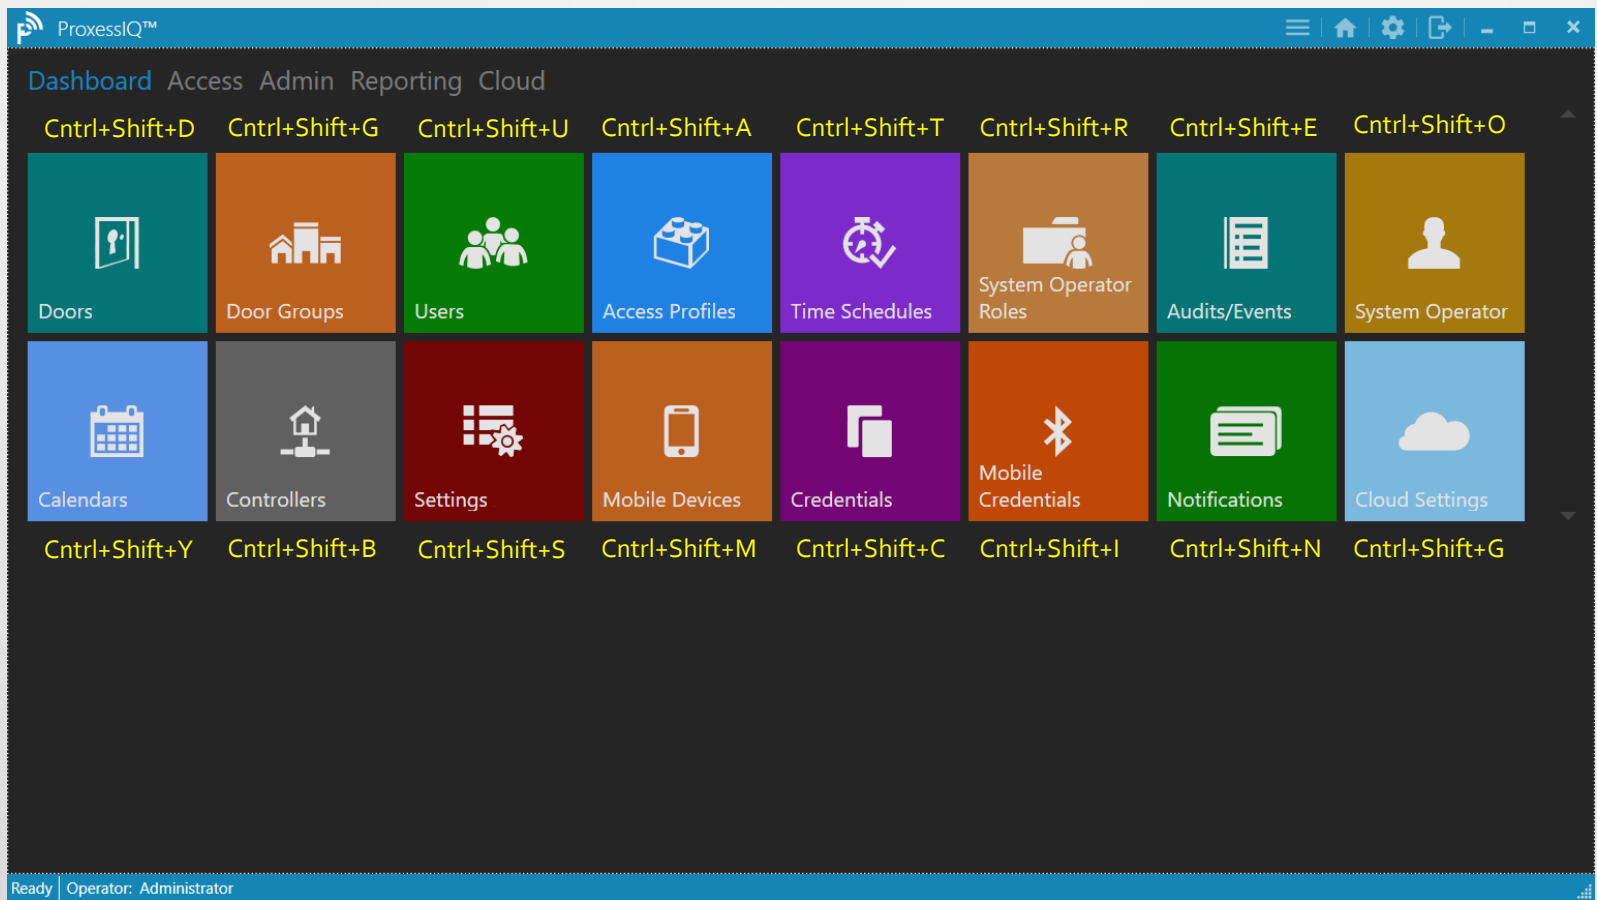 ProxessIQ™
Dashboard Access Admin Reporting Cloud
Cntrl+Shift+D Cntrl+Shift+G Cntrl+Shift+U Cntrl+Shift+A Cntrl+Shift+T Cntrl+Shift+R Cntrl+Shift+E Cntrl+Shift+O
Doors
Door Groups
Users
Access Profiles
Time Schedules
System Operator
Roles
Audits/Events
System Operator
Calendars
Controllers
Settings
Mobile Devices
Credentials
Mobile
Credentials
Notifications
Cloud Settings
Cntrl+Shift+Y Cntrl+Shift+B Cntrl+Shift+S Cntrl+Shift+M Cntrl+Shift+C Cntrl+Shift+I Cntrl+Shift+N Cntrl+Shift+G
Ready Operator: Administrator